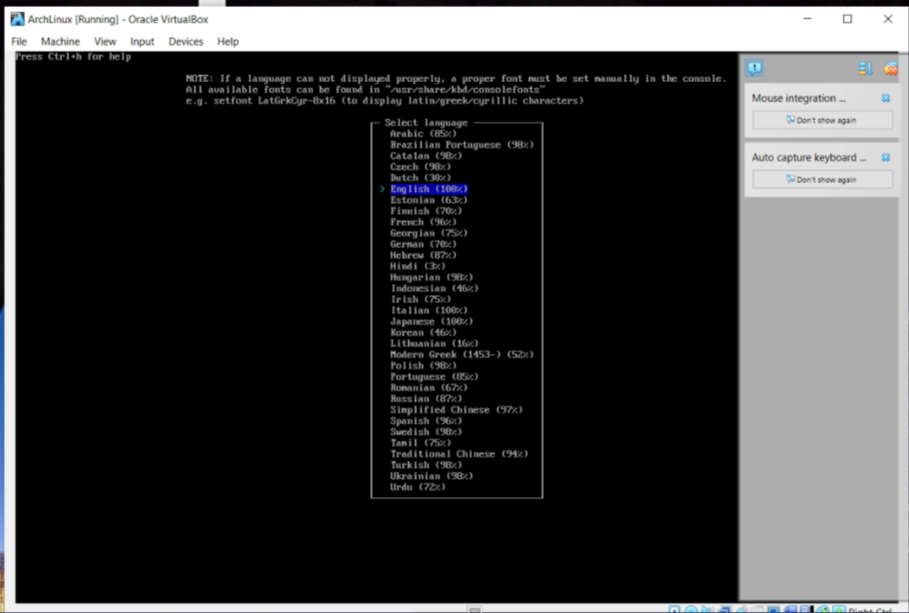 ArchLinux [Running] - Oracle VirtualBox
File Machine View Input Devices Help
Press Ctrl+h for help
NOTE: If a language can not displayed properly, a proper font must be set manually in the console.
All available fonts can be found in "/usr/share/kbd/consolefonts"
e.g. setfont LatGrkCyr-8x16 (to display latin/greek/cyrillic characters)
Select language
Arabic (85%)
Brazilian Portuguese (98%)
Catalan (98%)
Czech (98%)
Dutch (30%)
> English (100%)
Estonian (63%)
Finnish (70%)
French (96%)
Georgian (75%)
German (70%)
Hebrew (87%)
Hindi (3%)
Hungarian (98%)
Indonesian (46%)
Irish (75%)
Italian (100%)
Japanese (100%)
Korean (46%)
Lithuanian (16%)
Modern Greek (1453-) (52%)
Polish (98%)
Portuguese (85%)
Romanian (67%)
Russian (87%)
Simplified Chinese (97%)
Spanish (96%)
Swedish (98%)
Tamil (75%)
Traditional Chinese (94%)
Turkish (98%)
Ukrainian (98%)
Urdu (72%)
Mouse integration ...
Don't show again
Auto capture keyboard ...
Don't show again
Right Ctrl